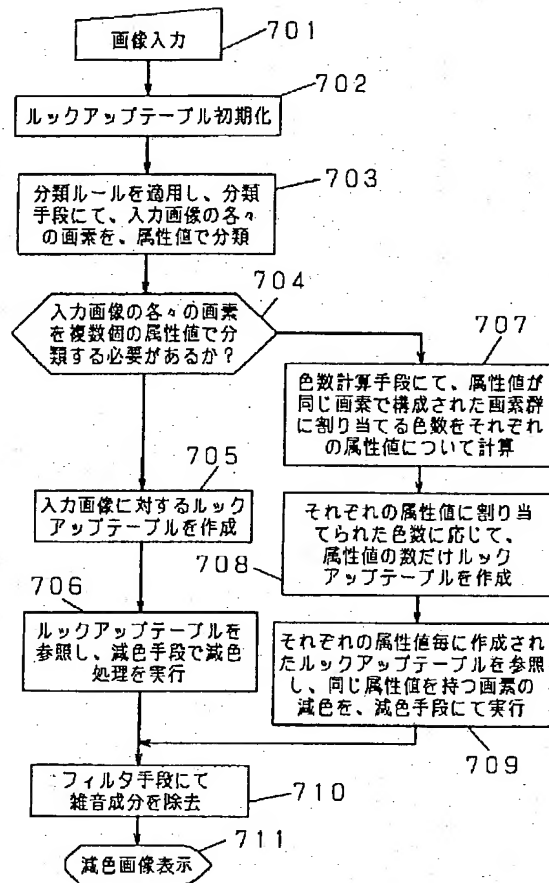 画像入力
701
702
ルックアップテーブル初期化
703
分類ルールを適用し、分類
手段にて、入力画像の各々
の画素を、属性値で分類
704
入力画像の各々の画素
を複数個の属性値で分
類する必要があるか？
707
色数計算手段にて、属性値が
同じ画素で構成された画素群
に割り当てる色数をそれぞれ
の属性値について計算
705
入力画像に対するルック
アップテーブルを作成
それぞれの属性値に割り当
てられた色数に応じて、
属性値の数だけルック
アップテーブルを作成
708
706
ルックアップテーブルを
参照し、減色手段で減色
処理を実行
それぞれの属性値毎に作成され
たルックアップテーブルを参照
し、同じ属性値を持つ画素の
減色を、減色手段にて実行
709
フィルタ手段にて
雑音成分を除去
710
711
減色画像表示